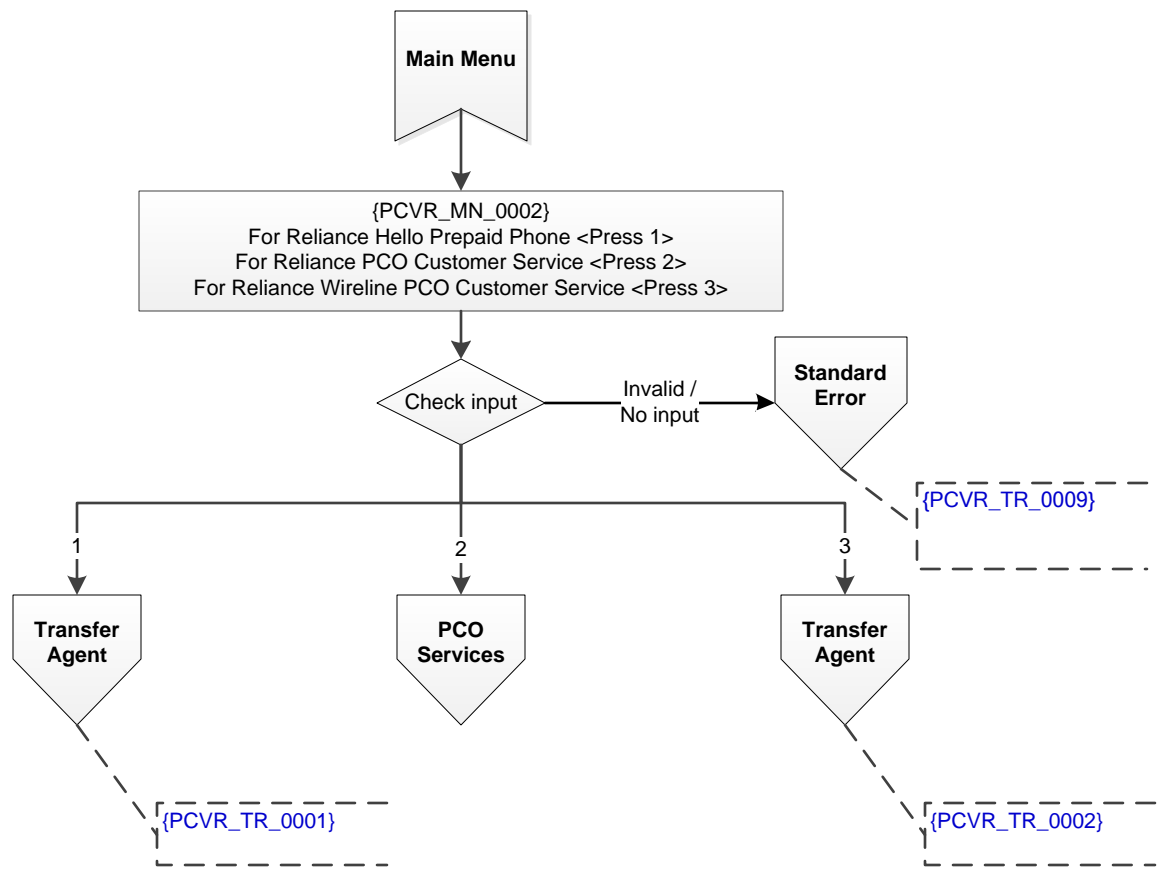 Main Menu
{PCVR_MN_0002}
For Reliance Hello Prepaid Phone <Press 1>
For Reliance PCO Customer Service <Press 2>
For Reliance Wireline PCO Customer Service <Press 3>
Check input
Invalid /
No input
Standard
Error
{PCVR_TR_0009}
1
2
3
Transfer
Agent
PCO
Services
Transfer
Agent
{PCVR_TR_0001}
{PCVR_TR_0002}